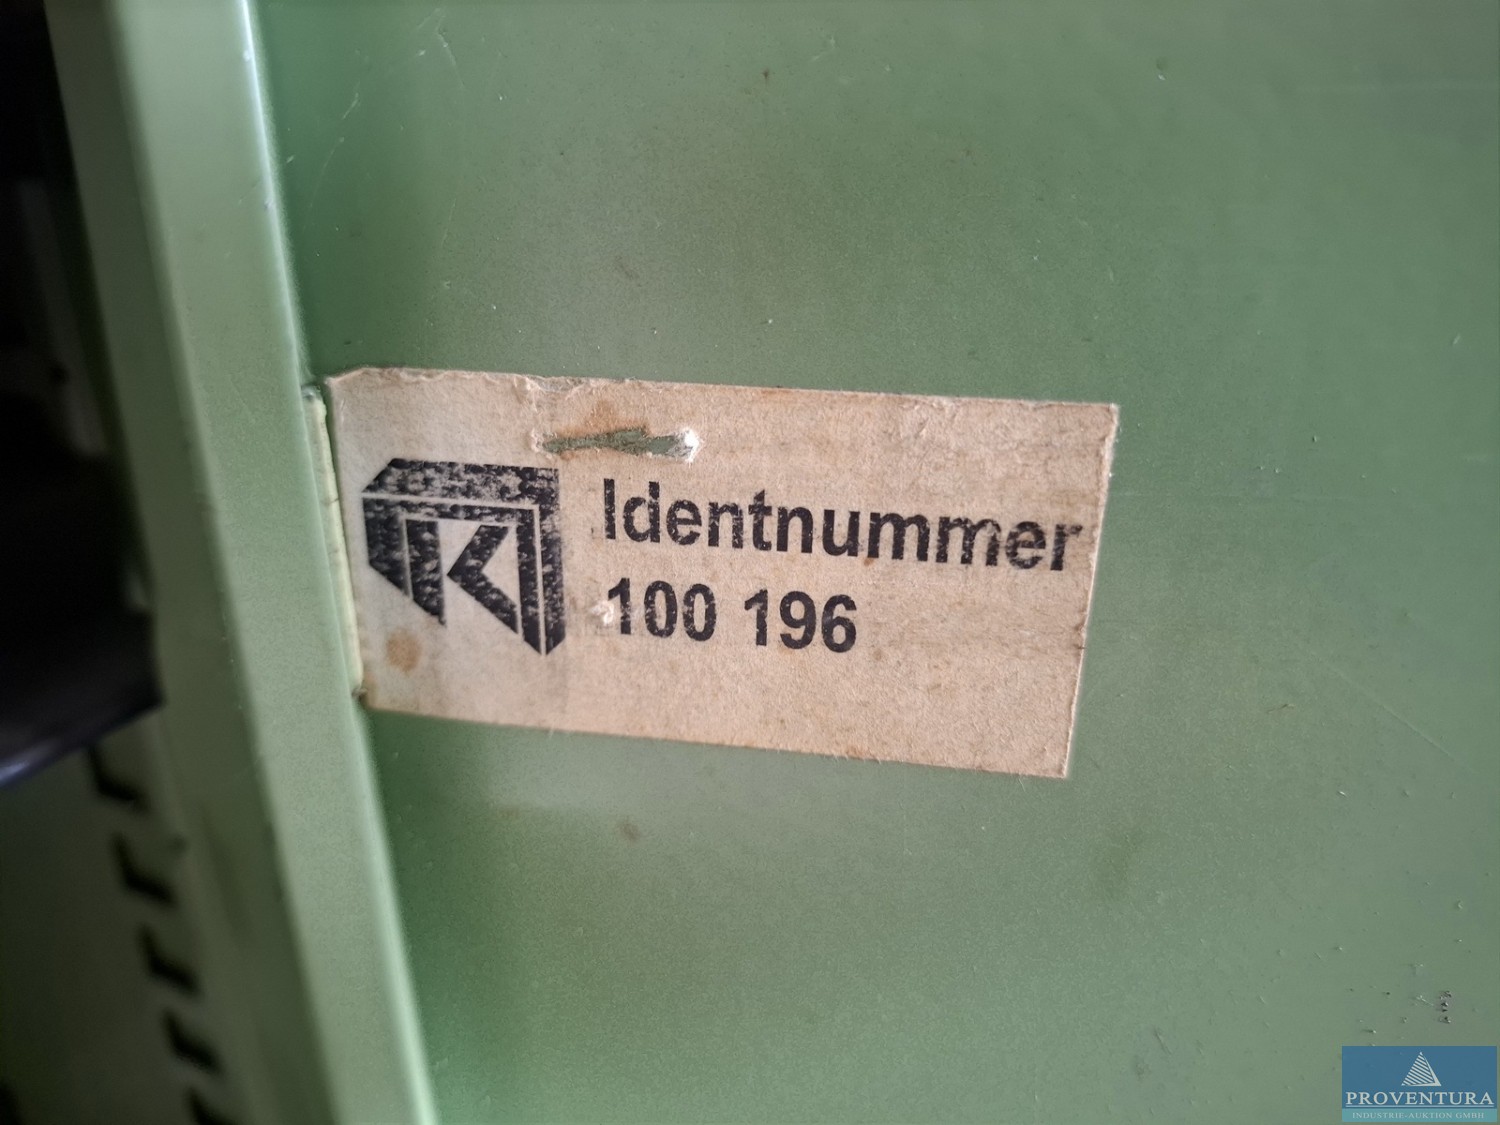 K
Identnummer
100 196
PROVENTURA
INDUSTRIE-AUKTION GMBH